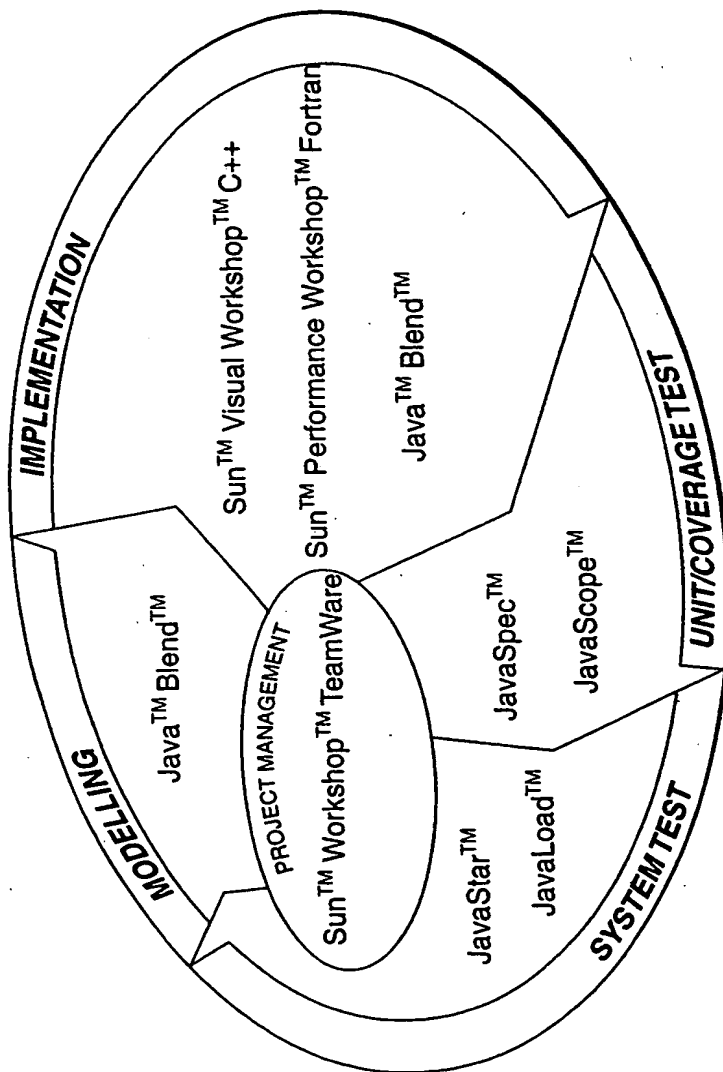 MODELLING
Java™ Blend™
IMPLEMENTATION
Sun™ Visual Workshop™ C++
Sun™ Performance Workshop™ Fortran
Java™ Blend™
PROJECT MANAGEMENT
Sun™ Workshop™ TeamWare
JavaSpec™
JavaScope™
UNIT/COVERAGE TEST
JavaStar™
JavaLoad™
SYSTEM TEST